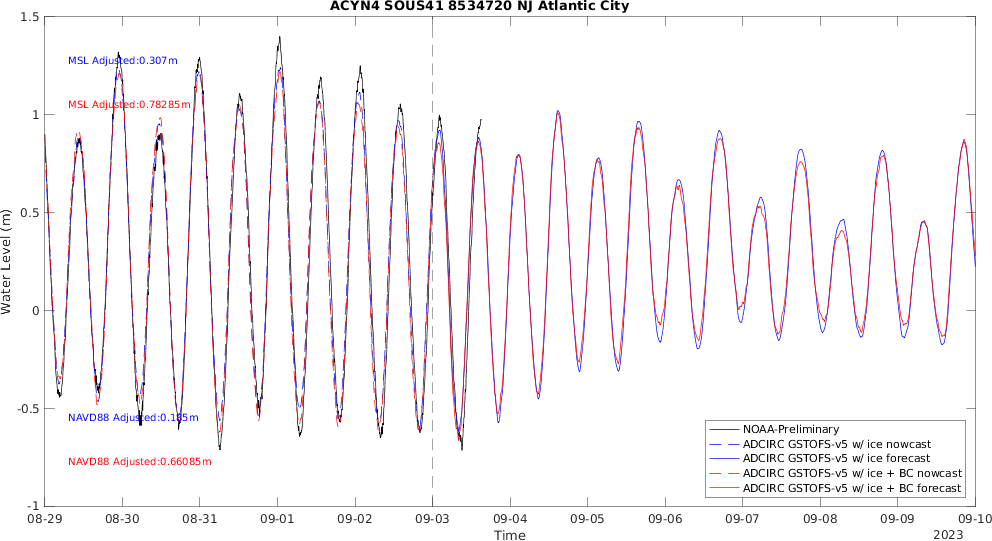 ACYN4 SOUS41 8534720 NJ Atlantic City
1.5
1
0.5
0
-0.5
-1
Water Level (m)
MSL Adjusted:0.307m
MSL Adjusted:0.78285m
NAVD88 Adjusted:0.185m
NAVD88 Adjusted:0.66085m
NOAA-Preliminary
ADCIRC GSTOFS-v5 w/ ice nowcast
ADCIRC GSTOFS-v5 w/ ice forecast
ADCIRC GSTOFS-v5 w/ ice + BC nowcast
ADCIRC GSTOFS-v5 w/ ice + BC forecast
08-29 08-30 08-31 09-01 09-02 09-03 09-04 09-05 09-06 09-07 09-08 09-09 09-10
Time
2023